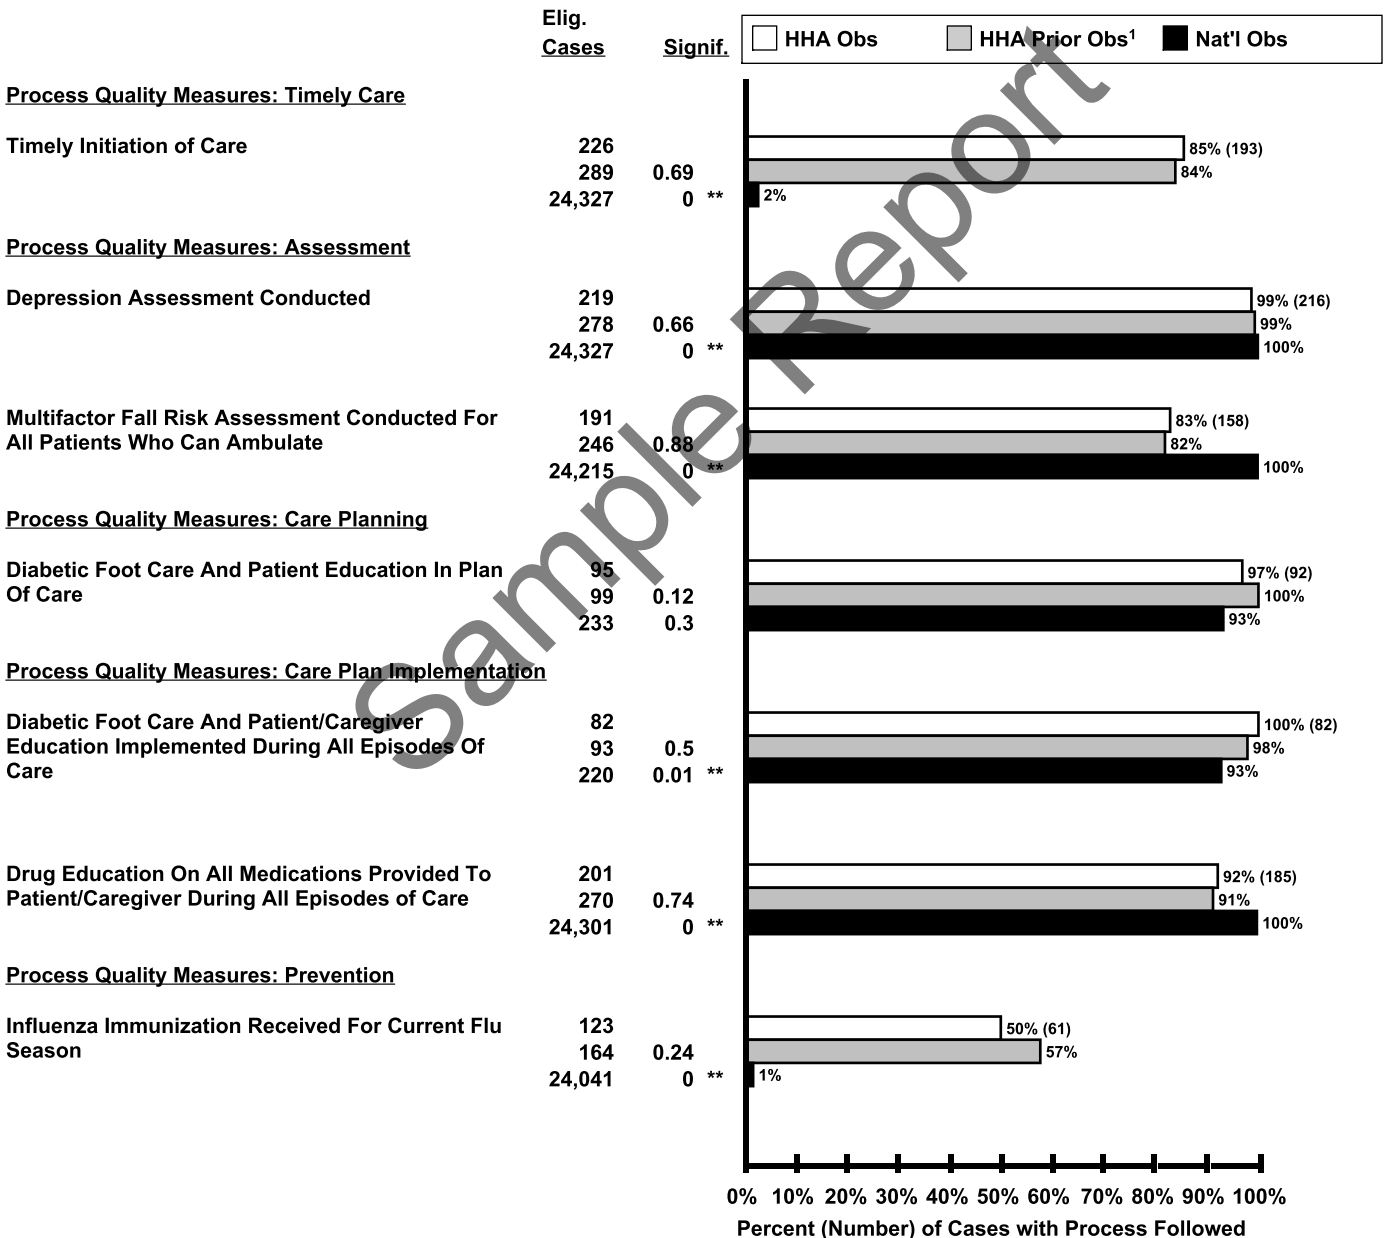 Elig.
Cases Signif. HHA Obs HHA Prior Obs1 Nat'l Obs
Process Quality Measures: Timely Care
Timely Initiation of Care 226 85% (193)
289 0.69 84%
24,327 0 ** 2%
Process Quality Measures: Assessment
Depression Assessment Conducted 219 99% (216)
278 0.66 99%
24,327 0 ** 100%
Multifactor Fall Risk Assessment Conducted For 191 83% (158)
All Patients Who Can Ambulate 246 0.88 82%
24,215 0 ** 100%
Process Quality Measures: Care Planning
Diabetic Foot Care And Patient Education In Plan 95 97% (92)
Of Care 99 0.12 100%
233 0.3 93%
Process Quality Measures: Care Plan Implementation
Diabetic Foot Care And Patient/Caregiver 82 100% (82)
Education Implemented During All Episodes Of 93 0.5 98%
Care 220 0.01 ** 93%
Drug Education On All Medications Provided To 201 92% (185)
Patient/Caregiver During All Episodes of Care 270 0.74 91%
24,301 0 ** 100%
Process Quality Measures: Prevention
Influenza Immunization Received For Current Flu 123 50% (61)
Season 164 0.24 57%
24,041 0 ** 1%
0% 10% 20% 30% 40% 50% 60% 70% 80% 90% 100%
Percent (Number) of Cases with Process Followed
Sample Report